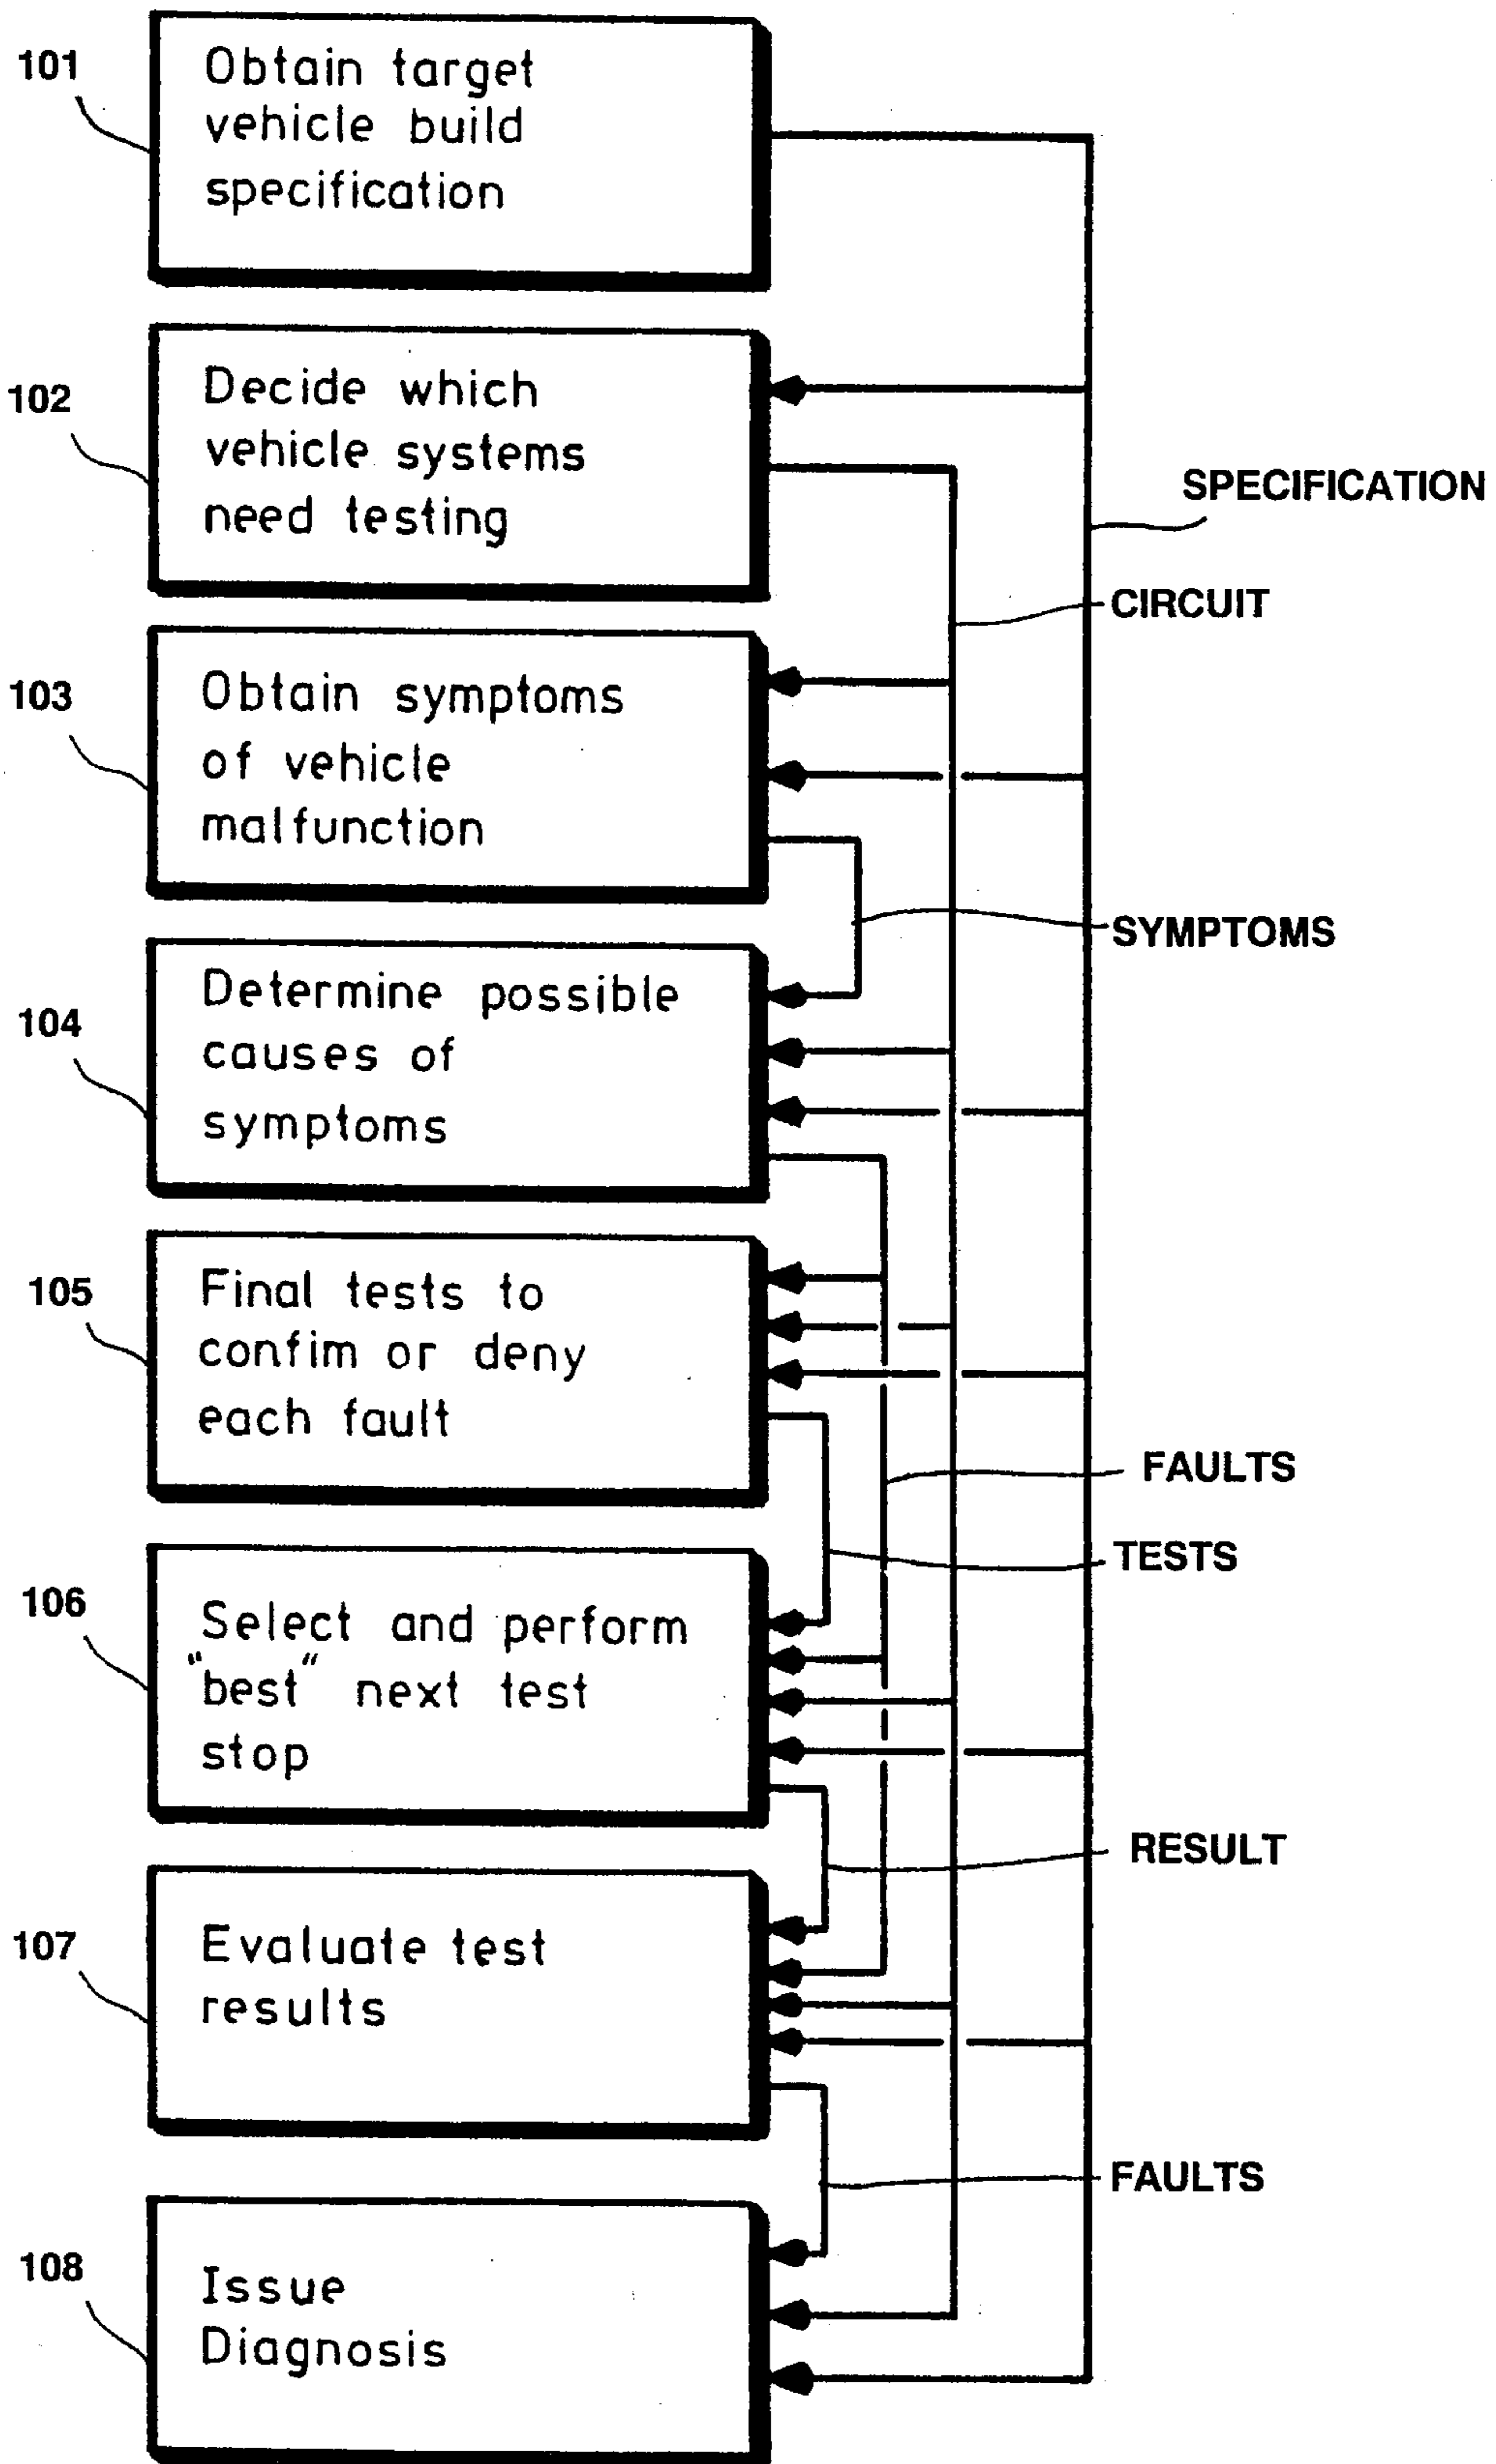 101
Obtain target
vehicle build
specification
102
Decide which
vehicle systems
need testing
SPECIFICATION
CIRCUIT
103
Obtain symptoms
of vehicle
malfunction
SYMPTOMS
104
Determine possible
causes of
symptoms
105
Final tests to
confim or deny
each fault
FAULTS
TESTS
106
Select and perform
"best" next test
stop
RESULT
107
Evaluate test
results
FAULTS
108
Issue
Diagnosis